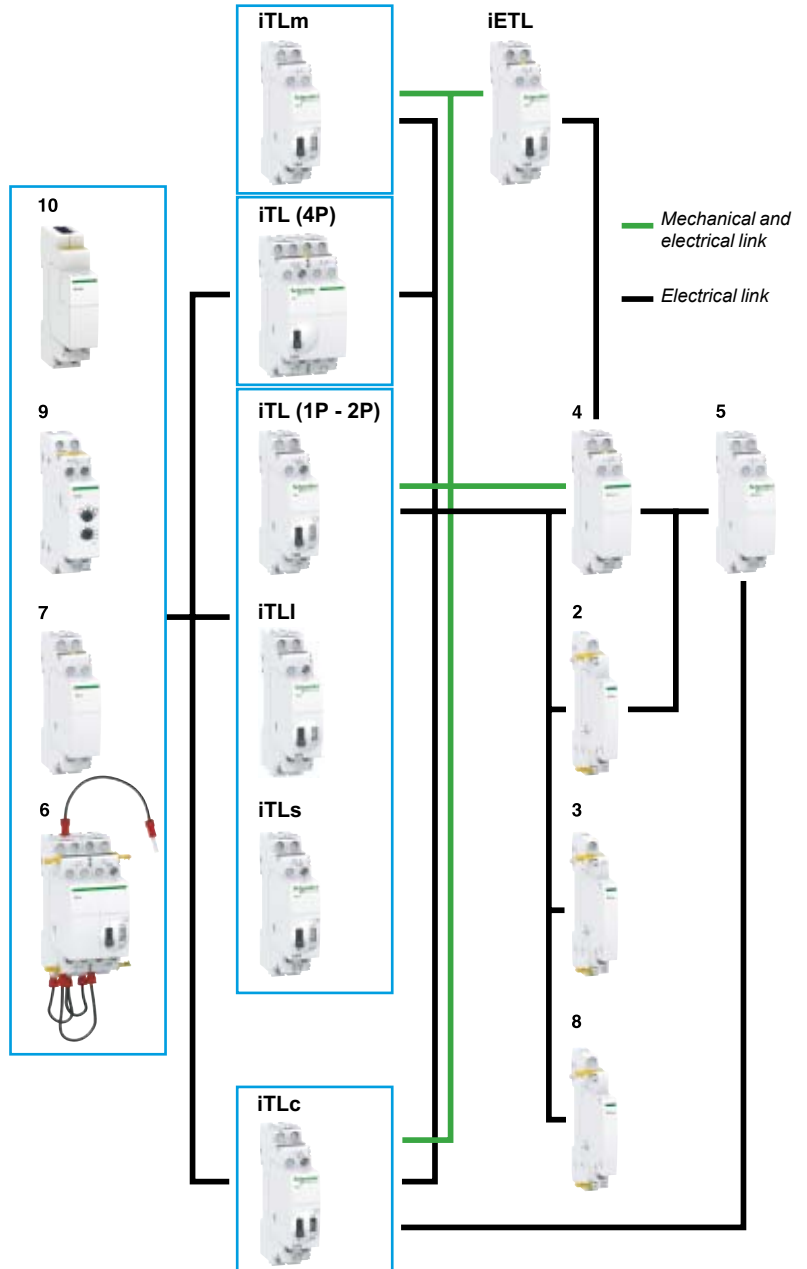 iTLm
iETL
10
iTL (4P)
Mechanical and
electrical link
Electrical link
9
iTL (1P - 2P)
4
5
7
iTLI
2
6
iTLs
3
8
iTLc